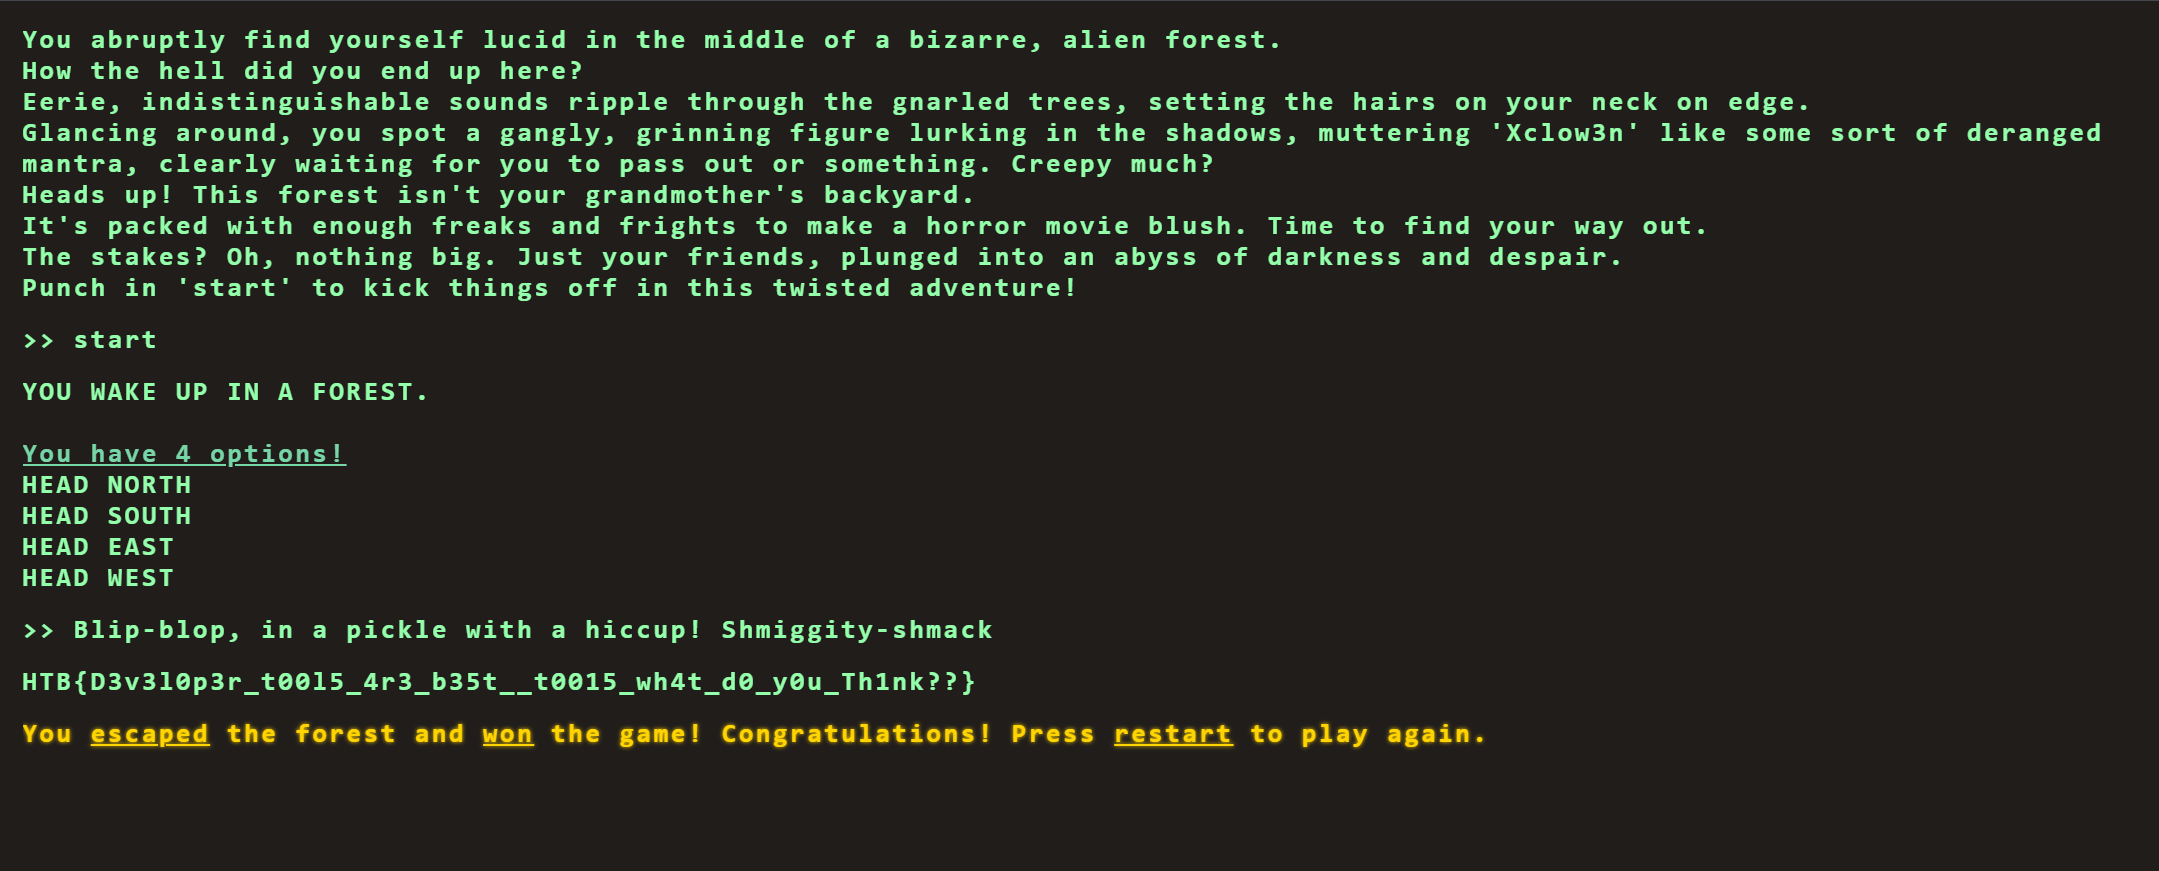 You abruptly find yourself lucid in the middle of a bizarre, alien forest.
How the hell did you end up here?
Eerie, indistinguishable sounds ripple through the gnarled trees, setting the hairs on your neck on edge.
Glancing around, you spot a gangly, grinning figure lurking in the shadows, muttering 'Xclow3n' like some sort of deranged
mantra, clearly waiting for you to pass out or something. Creepy much?
Heads up! This forest isn't your grandmother's backyard.
It's packed with enough freaks and frights to make a horror movie blush. Time to find your way out.
The stakes? Oh, nothing big. Just your friends, plunged into an abyss of darkness and despair.
Punch in 'start' to kick things off in this twisted adventure!
>> start
YOU WAKE UP IN A FOREST.
You have 4 options!
HEAD NORTH
HEAD SOUTH
HEAD EAST
HEAD WEST
>> Blip-blop, in a pickle with a hiccup! Shmiggity-shmack
HTB{D3v3l0p3r_t00l5_4r3_b35t__t0015_wh4t_d0_y0u_Th1nk??}
You escaped the forest and won the game! Congratulations! Press restart to play again.